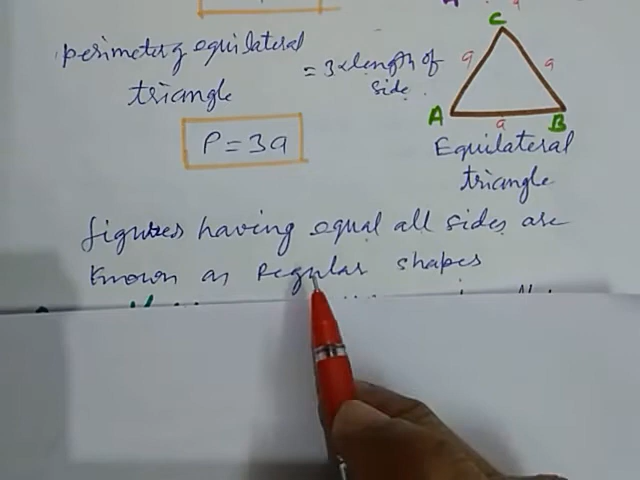 C
perimeter of equilateral
triangle
= 3 x length of
side.
a
a
A
a
B
P = 3a
Equilateral
triangle
figures having equal all sides are
known as Regular shapes